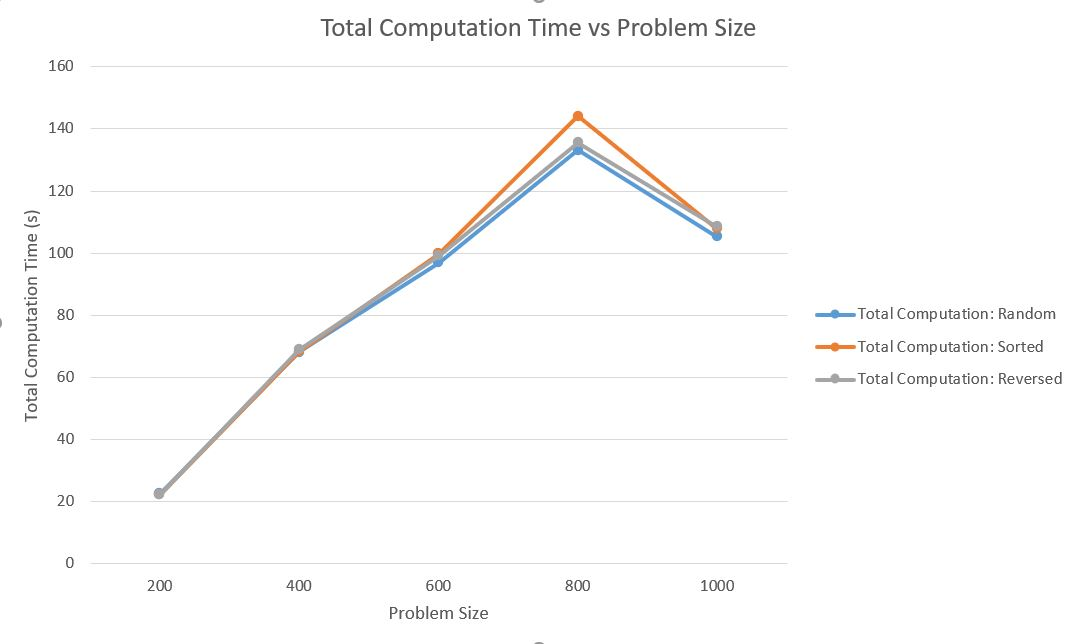 Total Computation Time vs Problem Size
160
140
120
100
80
60
40
20
0
Total Computation Time (s)
200 400 600 800 1000
Problem Size
Total Computation: Random
Total Computation: Sorted
Total Computation: Reversed